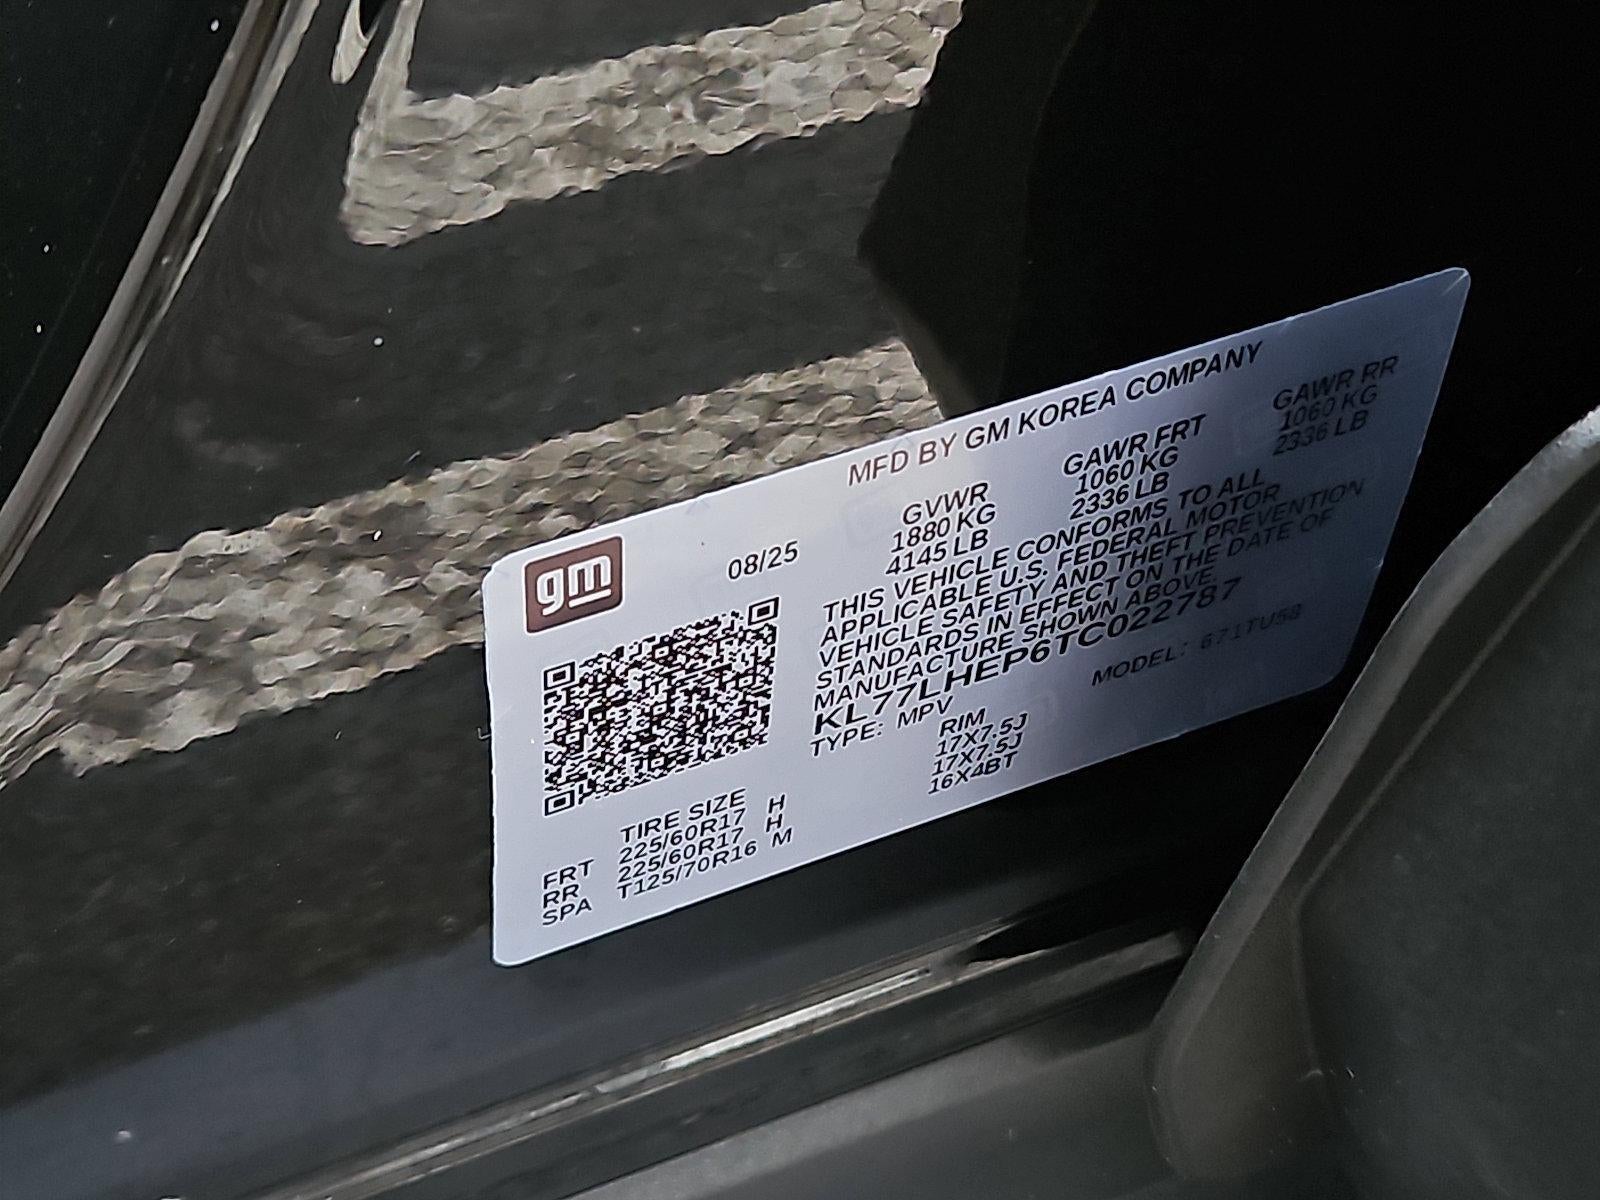 MFD BY GM KOREA COMPANY
gm
08/25
GVWR GAWR FRT GAWR RR
1880 KG 1060 KG 1060 KG
4145 LB 2336 LB 2336 LB
THIS VEHICLE CONFORMS TO ALL
APPLICABLE U.S. FEDERAL MOTOR
VEHICLE SAFETY AND THEFT PREVENTION
STANDARDS IN EFFECT ON THE DATE OF
MANUFACTURE SHOWN ABOVE.
KL77LHEP6TC022787
TYPE: MPV MODEL: 671TU58
TIRE SIZE RIM
FRT 225/60R17 H 17X7.5J
RR 225/60R17 H 17X7.5J
SPA T125/70R16 M 16X4BT